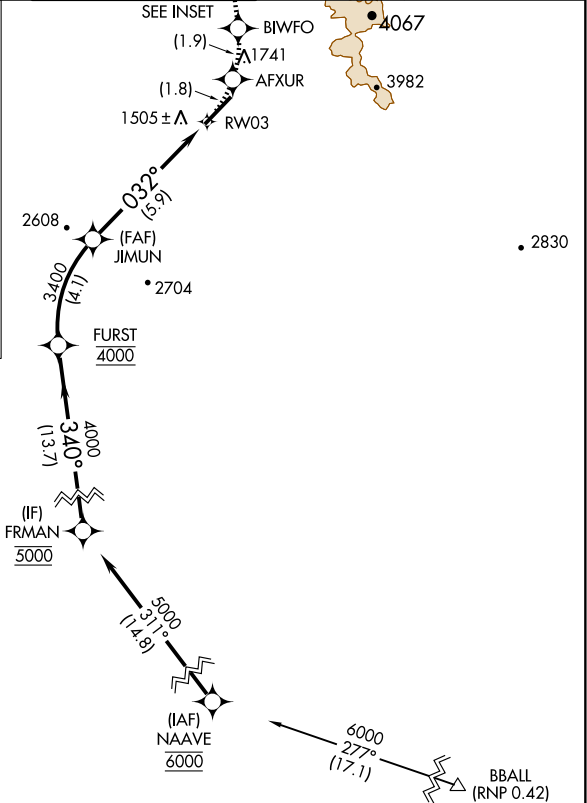 SEE INSET
BIWFO
4067
(1.9)
1741
3982
AFXUR
(1.8)
1505 ±
RW03
032°
(5.9)
2608
(FAF)
JIMUN
2830
3400
(4.1)
2704
FURST
4000
4000
340°
(13.7)
(IF)
FRMAN
5000
5000
311°
(14.8)
(IAF)
NAAVE
6000
6000
277°
(17.1)
BBALL
(RNP 0.42)